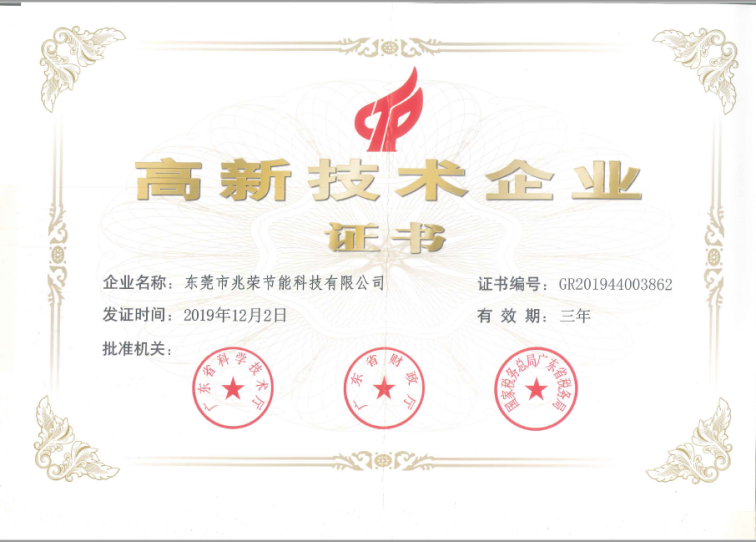 高新技术企业
证书
企业名称：东莞市兆荣节能科技有限公司
证书编号：GR201944003862
发证时间：2019年12月2日
有效期：三年
批准机关：
广东省科学技术厅
广东省财政厅
国家税务总局广东省税务局